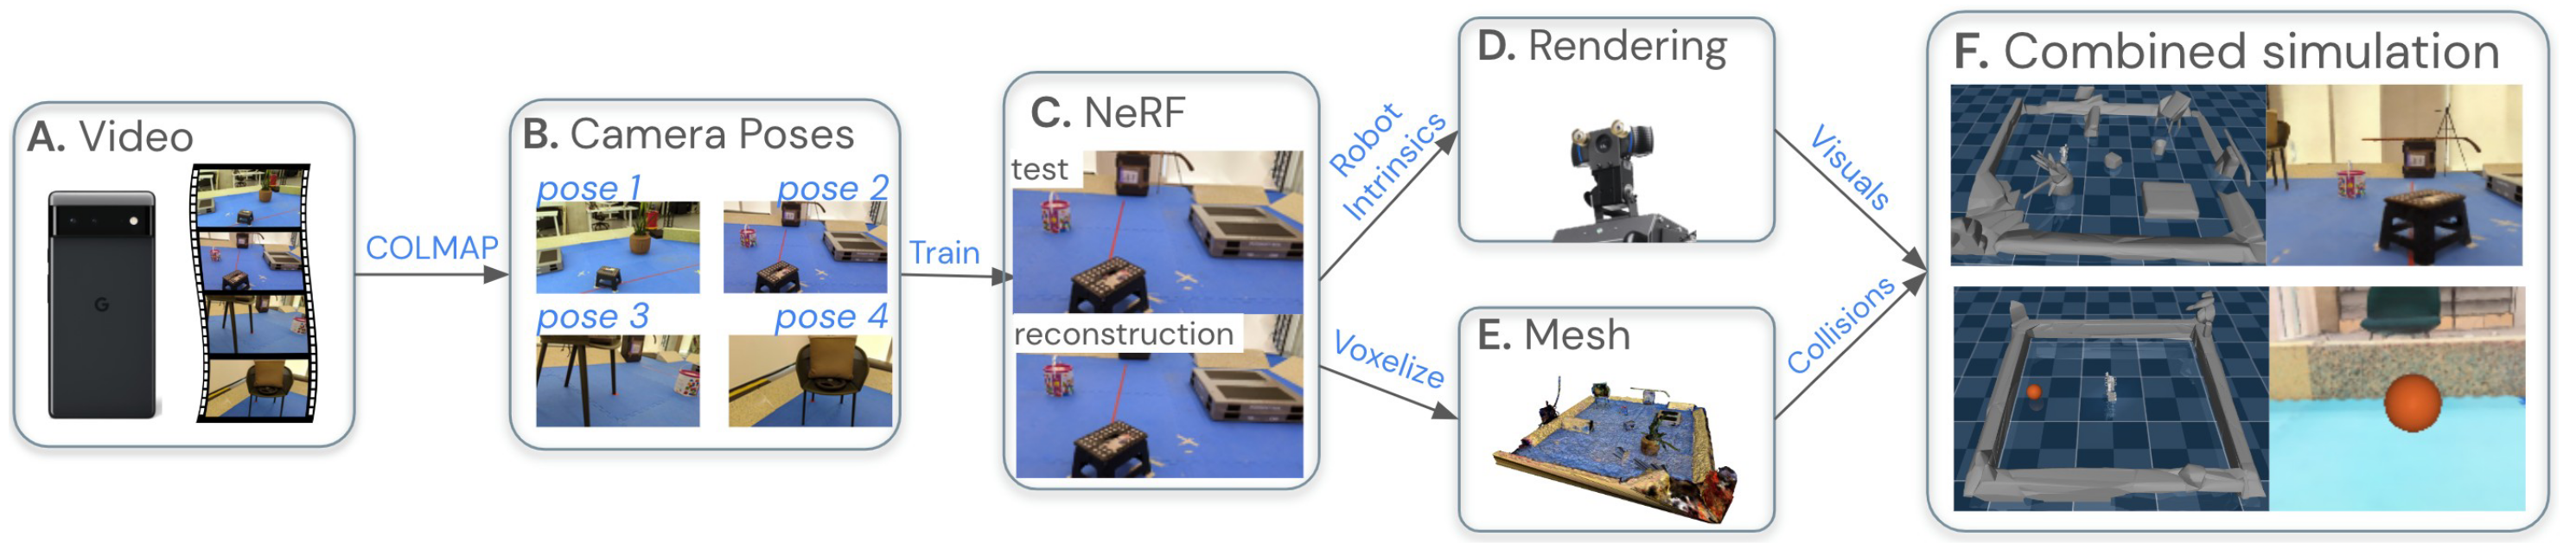 A. Video
COLMAP
B. Camera Poses
pose 1
pose 2
pose 3
pose 4
Train
C. NeRF
test
reconstruction
Robot
Intrinsics
Voxelize
D. Rendering
E. Mesh
Visuals
Collisions
F. Combined simulation
G